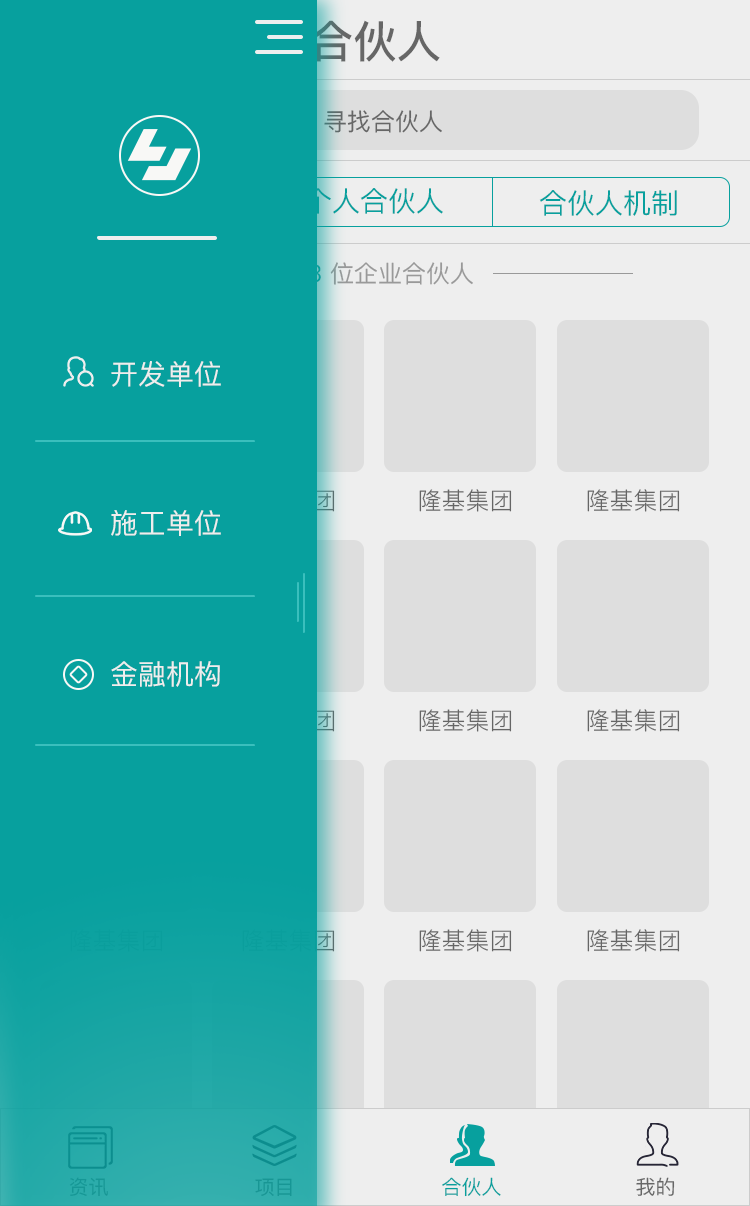 合伙人
寻找合伙人
个人合伙人 合伙人机制
3 位企业合伙人
开发单位
施工单位
金融机构
团 隆基集团 隆基集团
团 隆基集团 隆基集团
隆基集团 隆基集团 隆基集团 隆基集团
资讯 项目 合伙人 我的